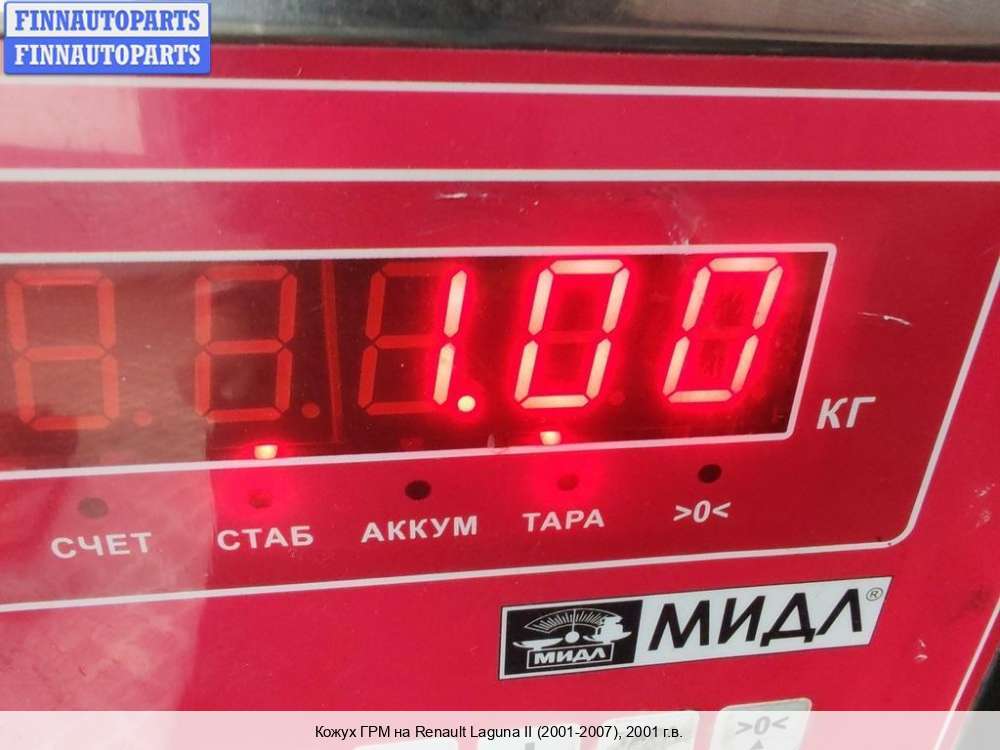 FINNAUTOPARTS
FINNAUTOPARTS
1.00
КГ
СЧЕТ СТАБ АККУМ ТАРА >0<
МИДЛ МИДЛ®
>0<
Кожух ГРМ на Renault Laguna II (2001-2007), 2001 г.в.